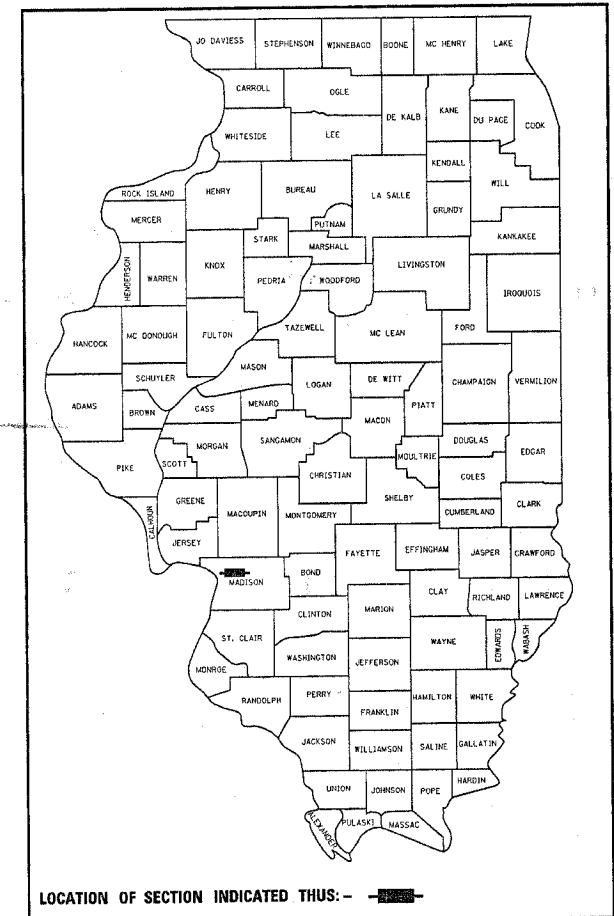 JO DAVIESS STEPHENSON WINNEBAGO BOONE MC HENRY LAKE
CARROLL OGLE
DE KALB KANE DU PAGE COOK
WHITESIDE LEE
KENDALL
WILL
ROCK ISLAND HENRY BUREAU LA SALLE GRUNDY
MERCER
PUTNAM
STARK MARSHALL
KANKAKEE
HENDERSON WARREN KNOX PEORIA WOODFORD LIVINGSTON
IROQUOIS
HANCOCK MC DONOUGH FULTON TAZEWELL MC LEAN FORD
MASON
SCHUYLER LOGAN DE WITT CHAMPAIGN VERMILION
ADAMS BROWN CASS MENARD PIATT
MACON
MORGAN SANGAMON DOUGLAS
PIKE SCOTT CHRISTIAN MOULTRIE COLES EDGAR
GREENE MACOUPIN MONTGOMERY SHELBY CUMBERLAND CLARK
CALHOUN
JERSEY
FAYETTE EFFINGHAM JASPER CRAWFORD
MADISON BOND
CLAY RICHLAND LAWRENCE
CLINTON MARION
ST. CLAIR WAYNE EDWARDS WABASH
WASHINGTON JEFFERSON
MONROE
RANDOLPH PERRY HAMILTON WHITE
FRANKLIN
JACKSON WILLIAMSON SALINE GALLATIN
HARDIN
UNION JOHNSON POPE
ALEXANDER PULASKI MASSAC
LOCATION OF SECTION INDICATED THUS: -